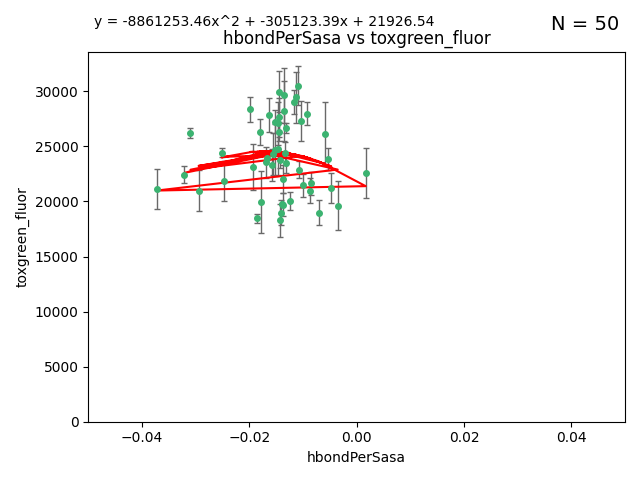 y = -8861253.46x^2 + -305123.39x + 21926.54
N = 50
hbondPerSasa vs toxgreen_fluor
toxgreen_fluor
30000
25000
20000
15000
10000
5000
0
−0.04 −0.02 0.00 0.02 0.04
hbondPerSasa